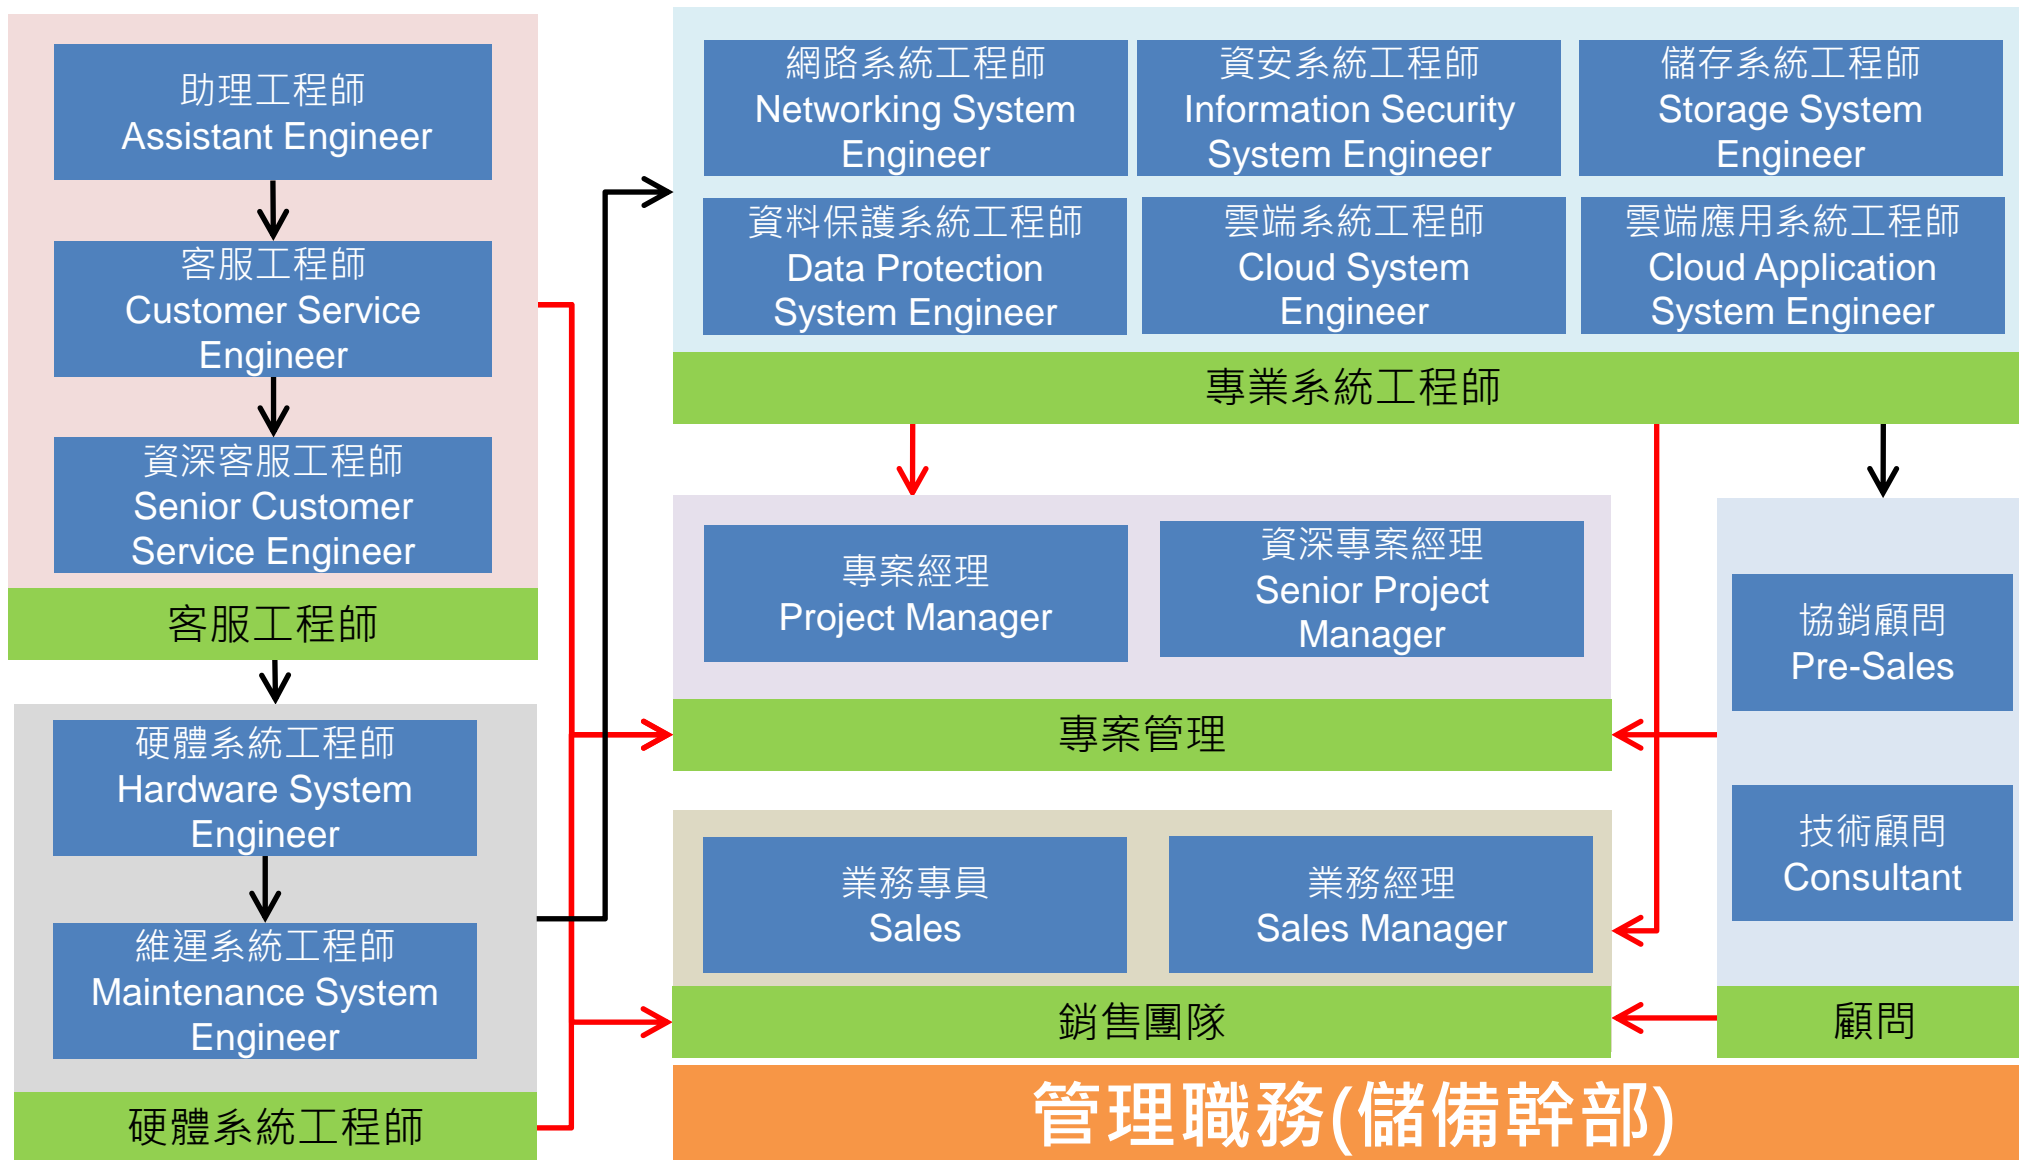 助理工程師
Assistant Engineer
客服工程師
Customer Service
Engineer
資深客服工程師
Senior Customer
Service Engineer
客服工程師
硬體系統工程師
Hardware System
Engineer
維運系統工程師
Maintenance System
Engineer
硬體系統工程師
網路系統工程師
Networking System
Engineer
資安系統工程師
Information Security
System Engineer
儲存系統工程師
Storage System
Engineer
資料保護系統工程師
Data Protection
System Engineer
雲端系統工程師
Cloud System
Engineer
雲端應用系統工程師
Cloud Application
System Engineer
專業系統工程師
專案經理
Project Manager
資深專案經理
Senior Project
Manager
專案管理
業務專員
Sales
業務經理
Sales Manager
銷售團隊
協銷顧問
Pre-Sales
技術顧問
Consultant
顧問
管理職務(儲備幹部)